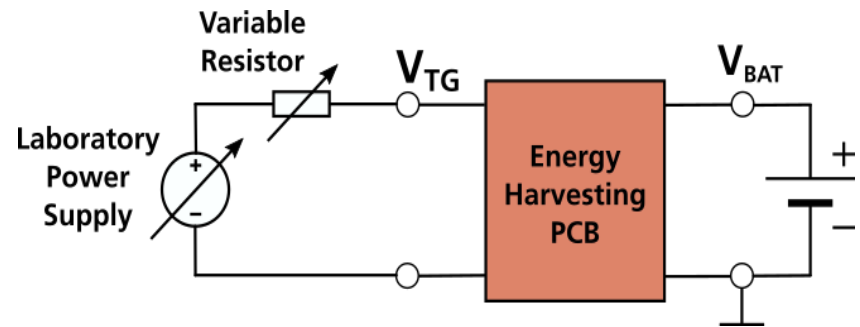 Variable
Resistor
V_TG
V_BAT
Laboratory
Power
Supply
+
−
Energy
Harvesting
PCB
+
−